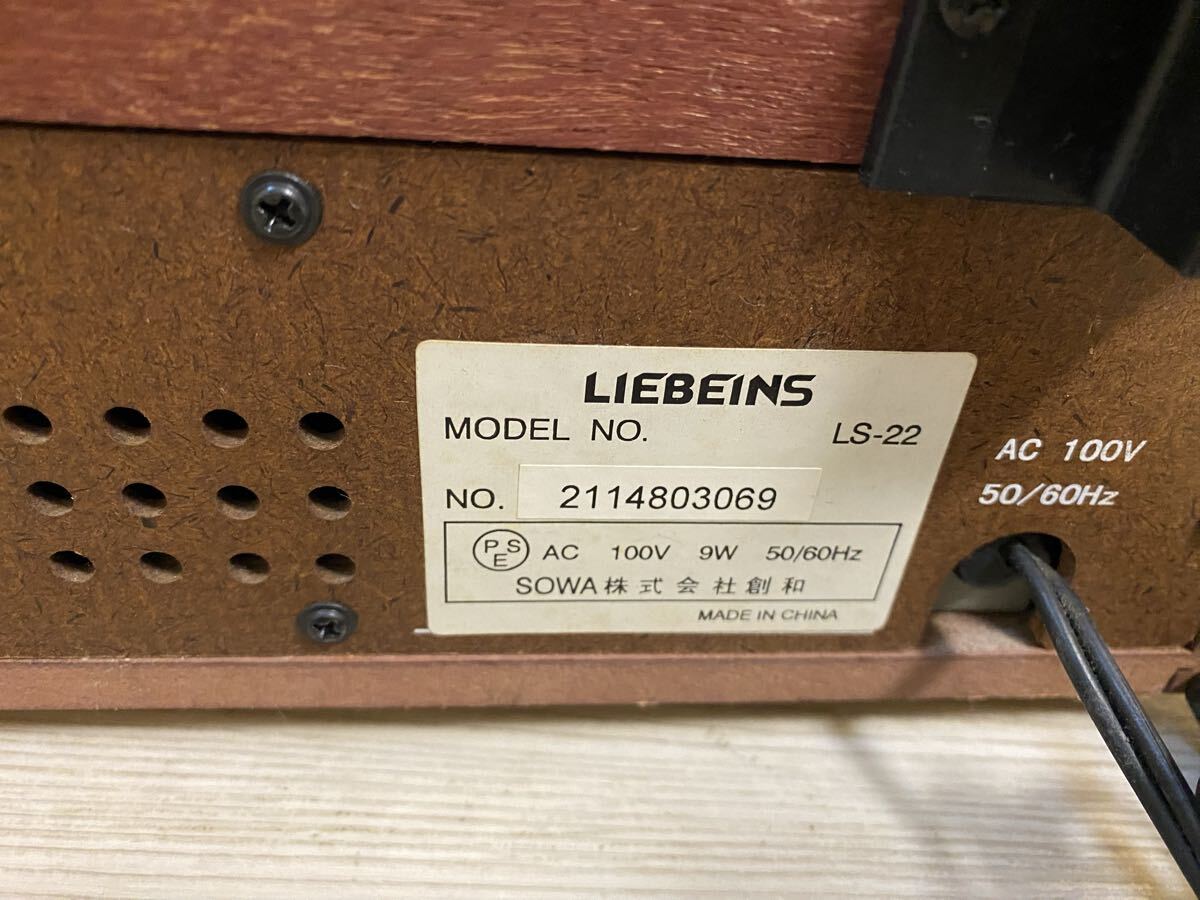 LIEBEINS
MODEL NO. LS-22
NO. 2114803069
PSE AC 100V 9W 50/60Hz
SOWA株式会社創和
MADE IN CHINA
AC 100V
50/60Hz